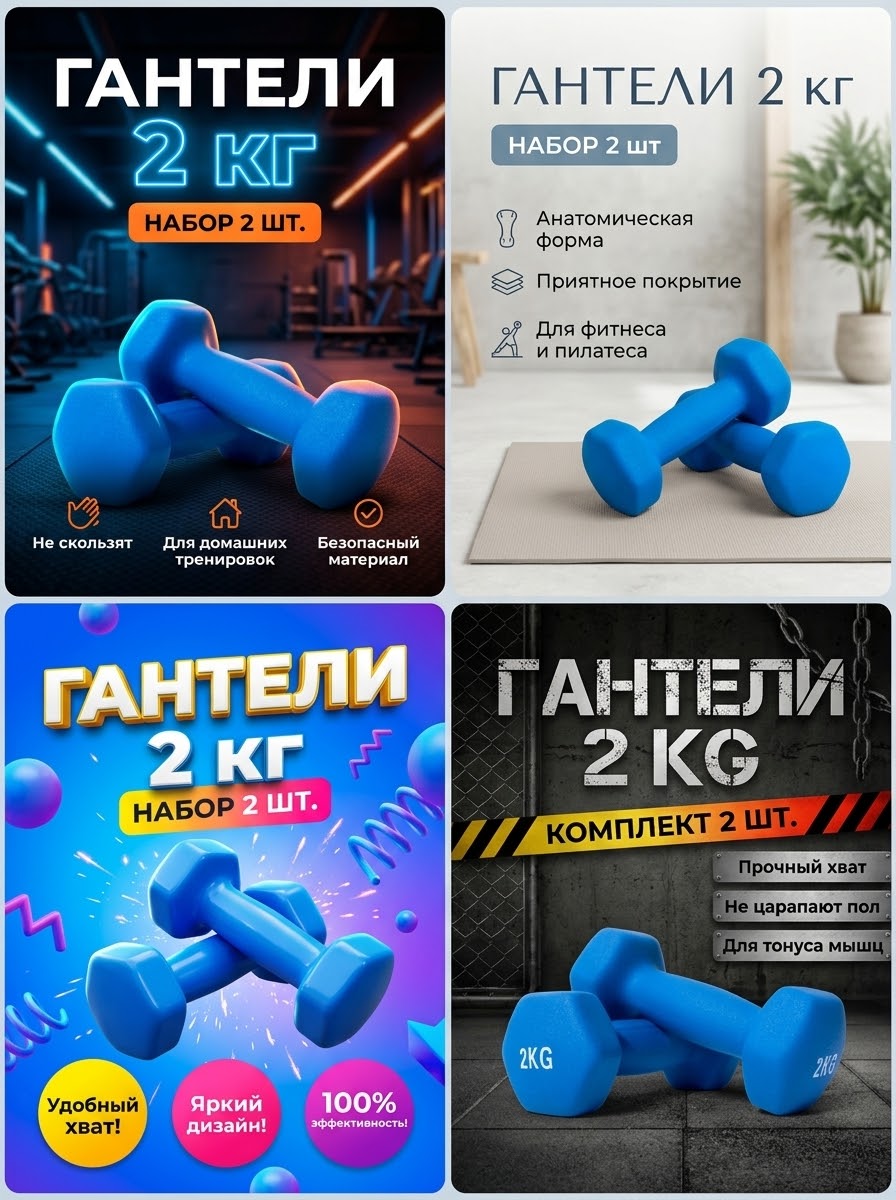 ГАНТЕЛИ
2 кг
НАБОР 2 ШТ.
Не скользят
Для домашних
тренировок
Безопасный
материал
ГАНТЕЛИ 2 кг
НАБОР 2 шт
Анатомическая
форма
Приятное покрытие
Для фитнеса
и пилатеса
ГАНТЕЛИ
2 кг
НАБОР 2 ШТ.
Удобный
хват!
Яркий
дизайн!
100%
эффективность!
ГАНТЕЛИ
2 KG
КОМПЛЕКТ 2 ШТ.
Прочный хват
Не царапают пол
Для тонуса мышц
2KG
2KG